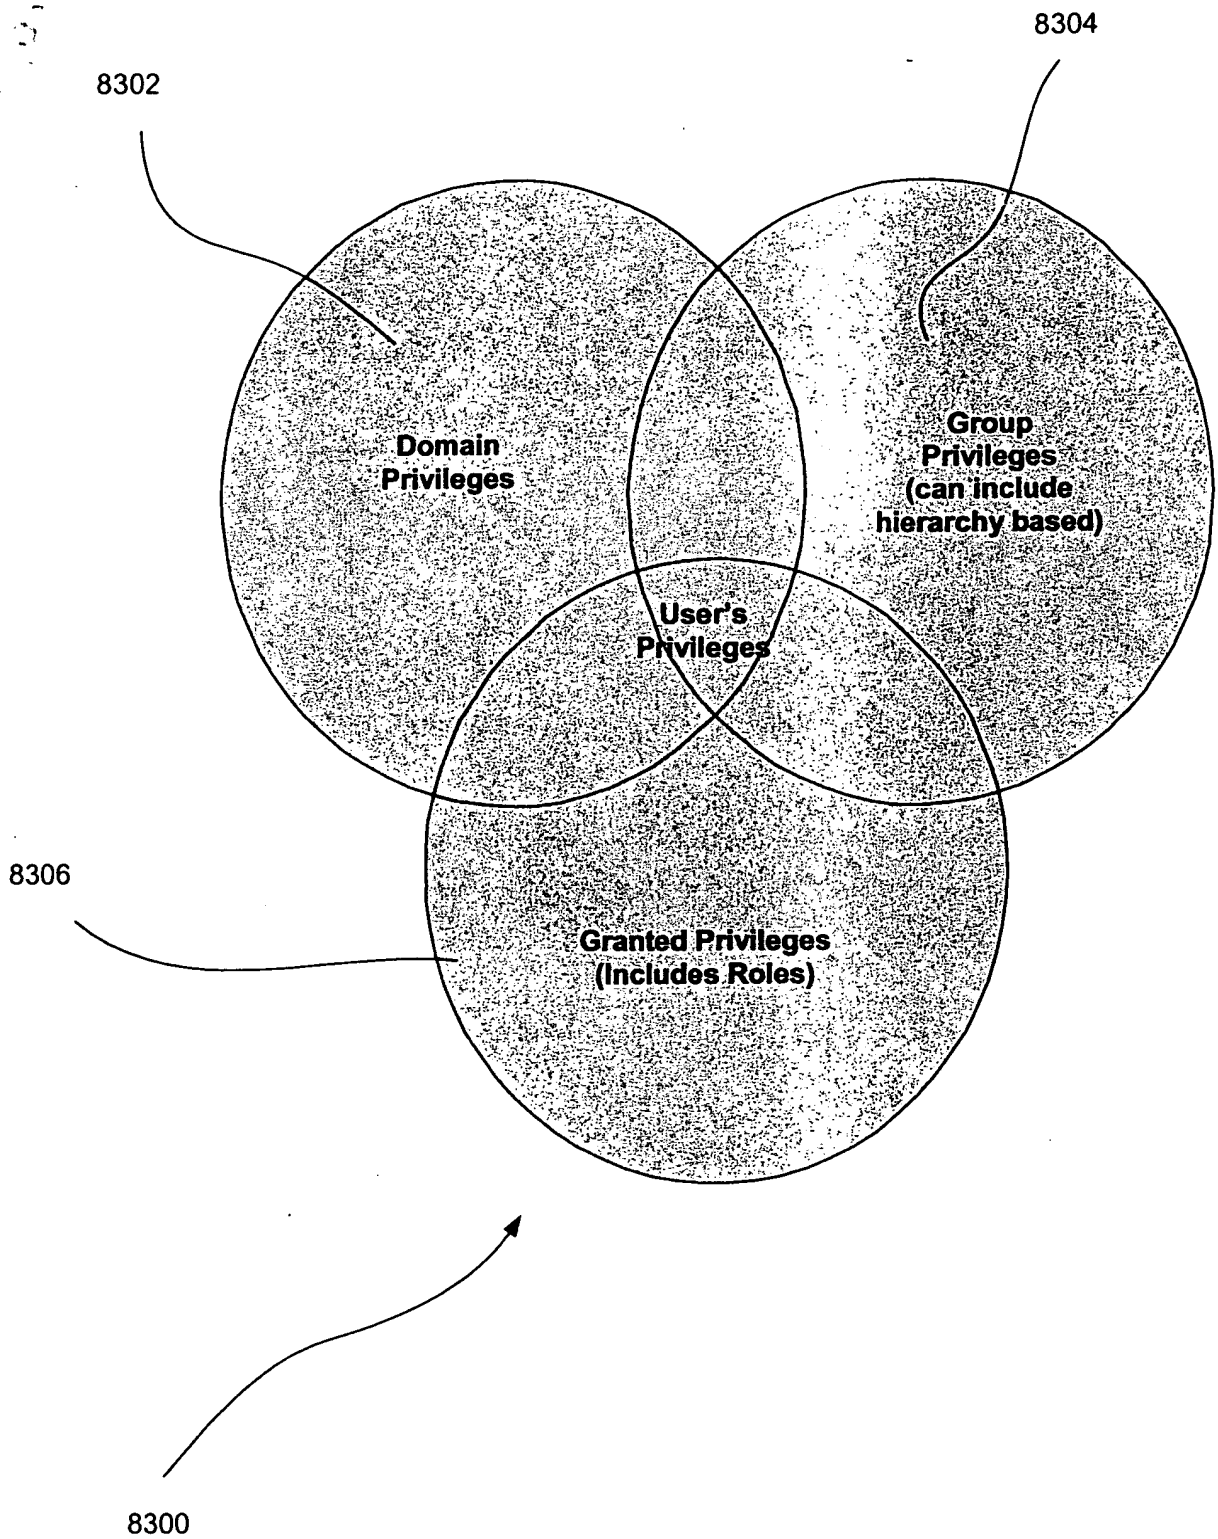 8304
8302
Domain
Privileges
Group
Privileges
(can include
hierarchy based)
User's
Privileges
8306
Granted Privileges
(Includes Roles)
8300